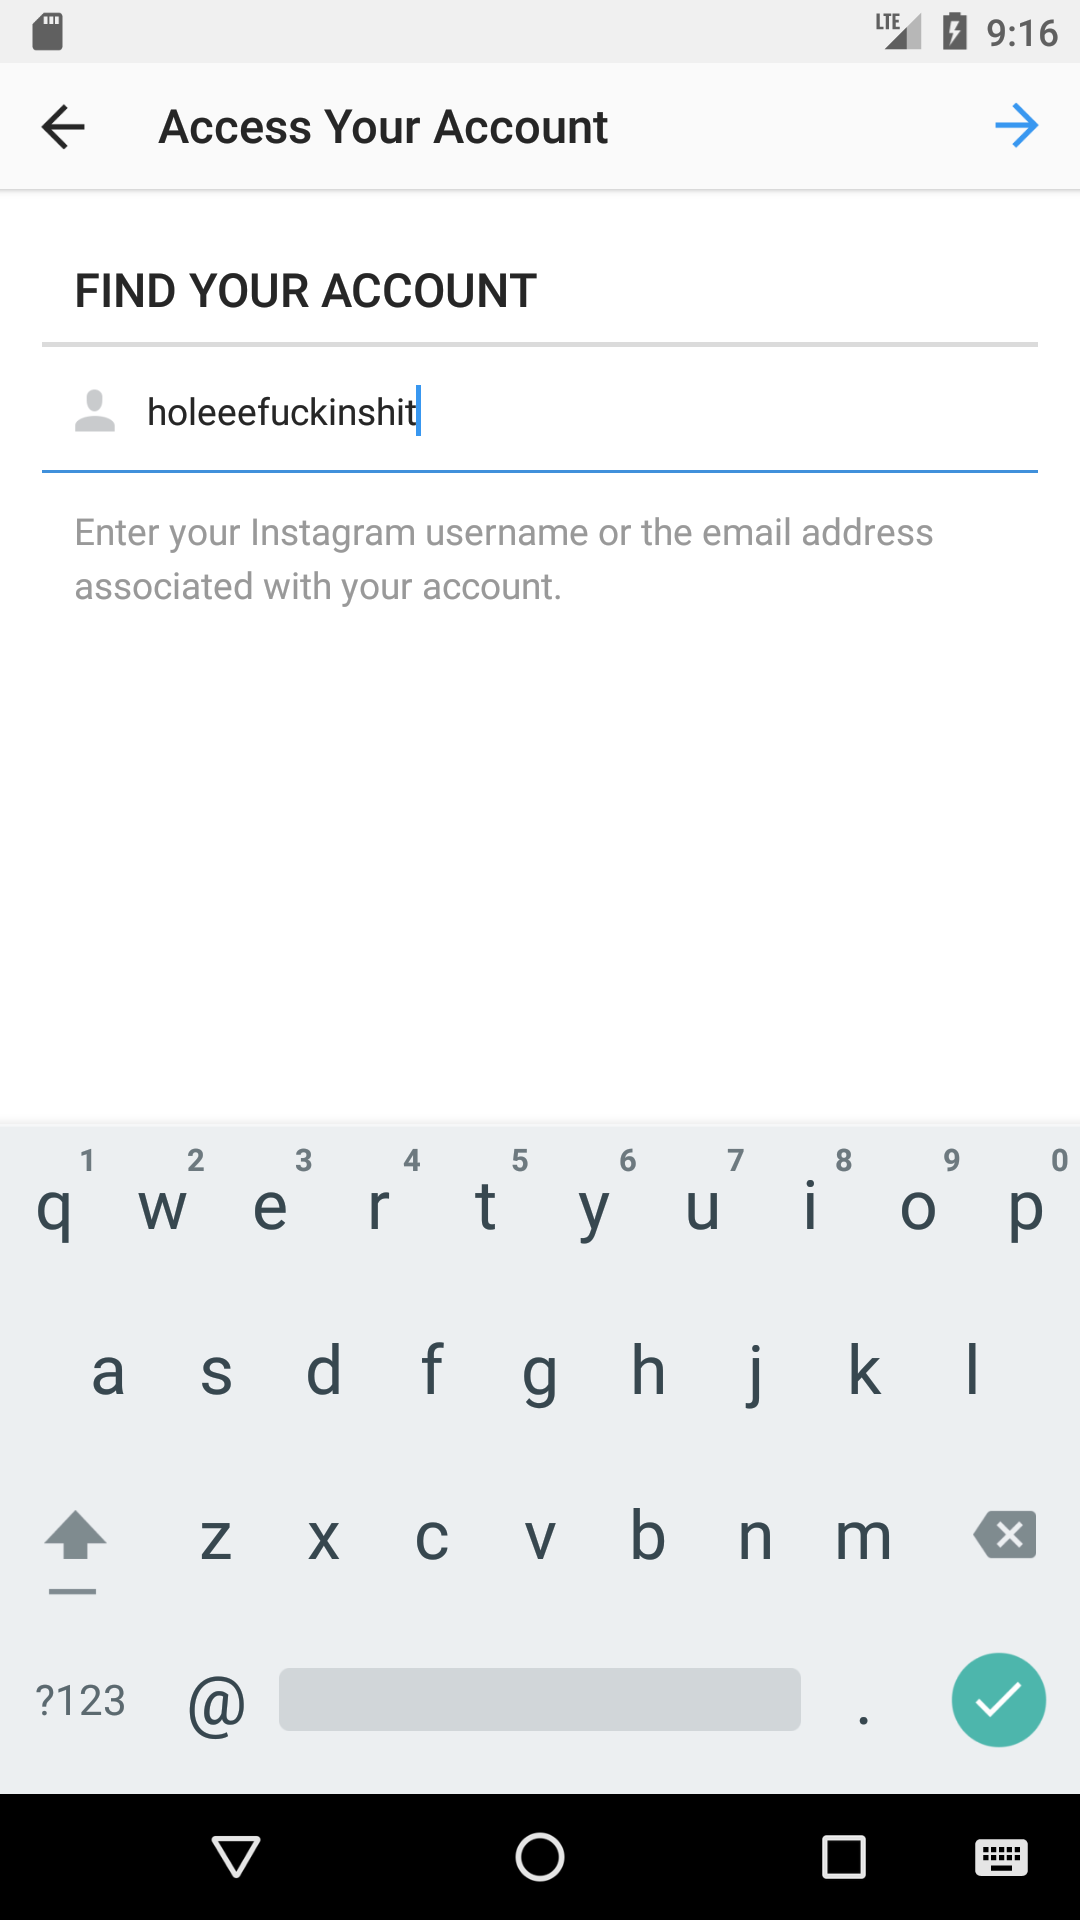 LTE 9:16
Access Your Account
FIND YOUR ACCOUNT
holeeefuckinshit
Enter your Instagram username or the email address
associated with your account.
1 2 3 4 5 6 7 8 9 0
q w e r t y u i o p
a s d f g h j k l
z x c v b n m
?123 @ .